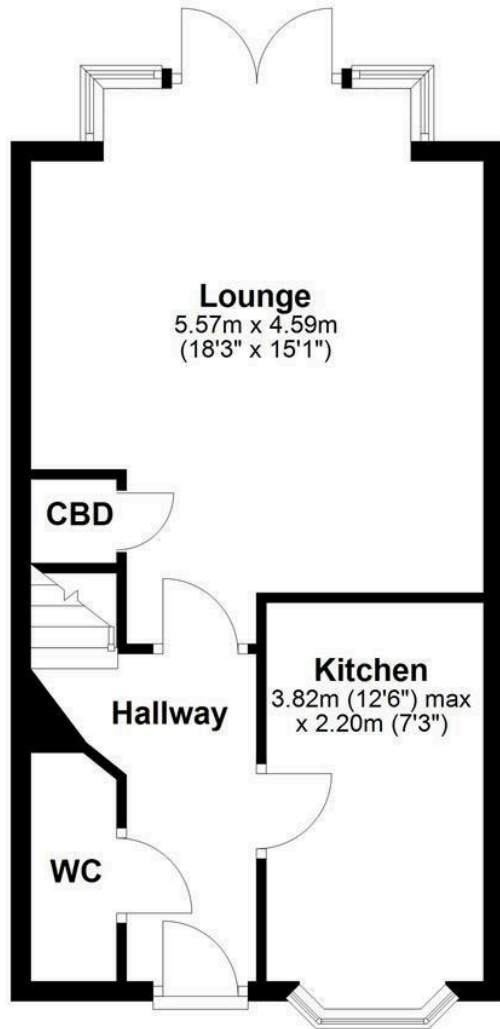 Lounge
5.57m x 4.59m
(18'3" x 15'1")
CBD
Kitchen
3.82m (12'6") max
x 2.20m (7'3")
Hallway
WC